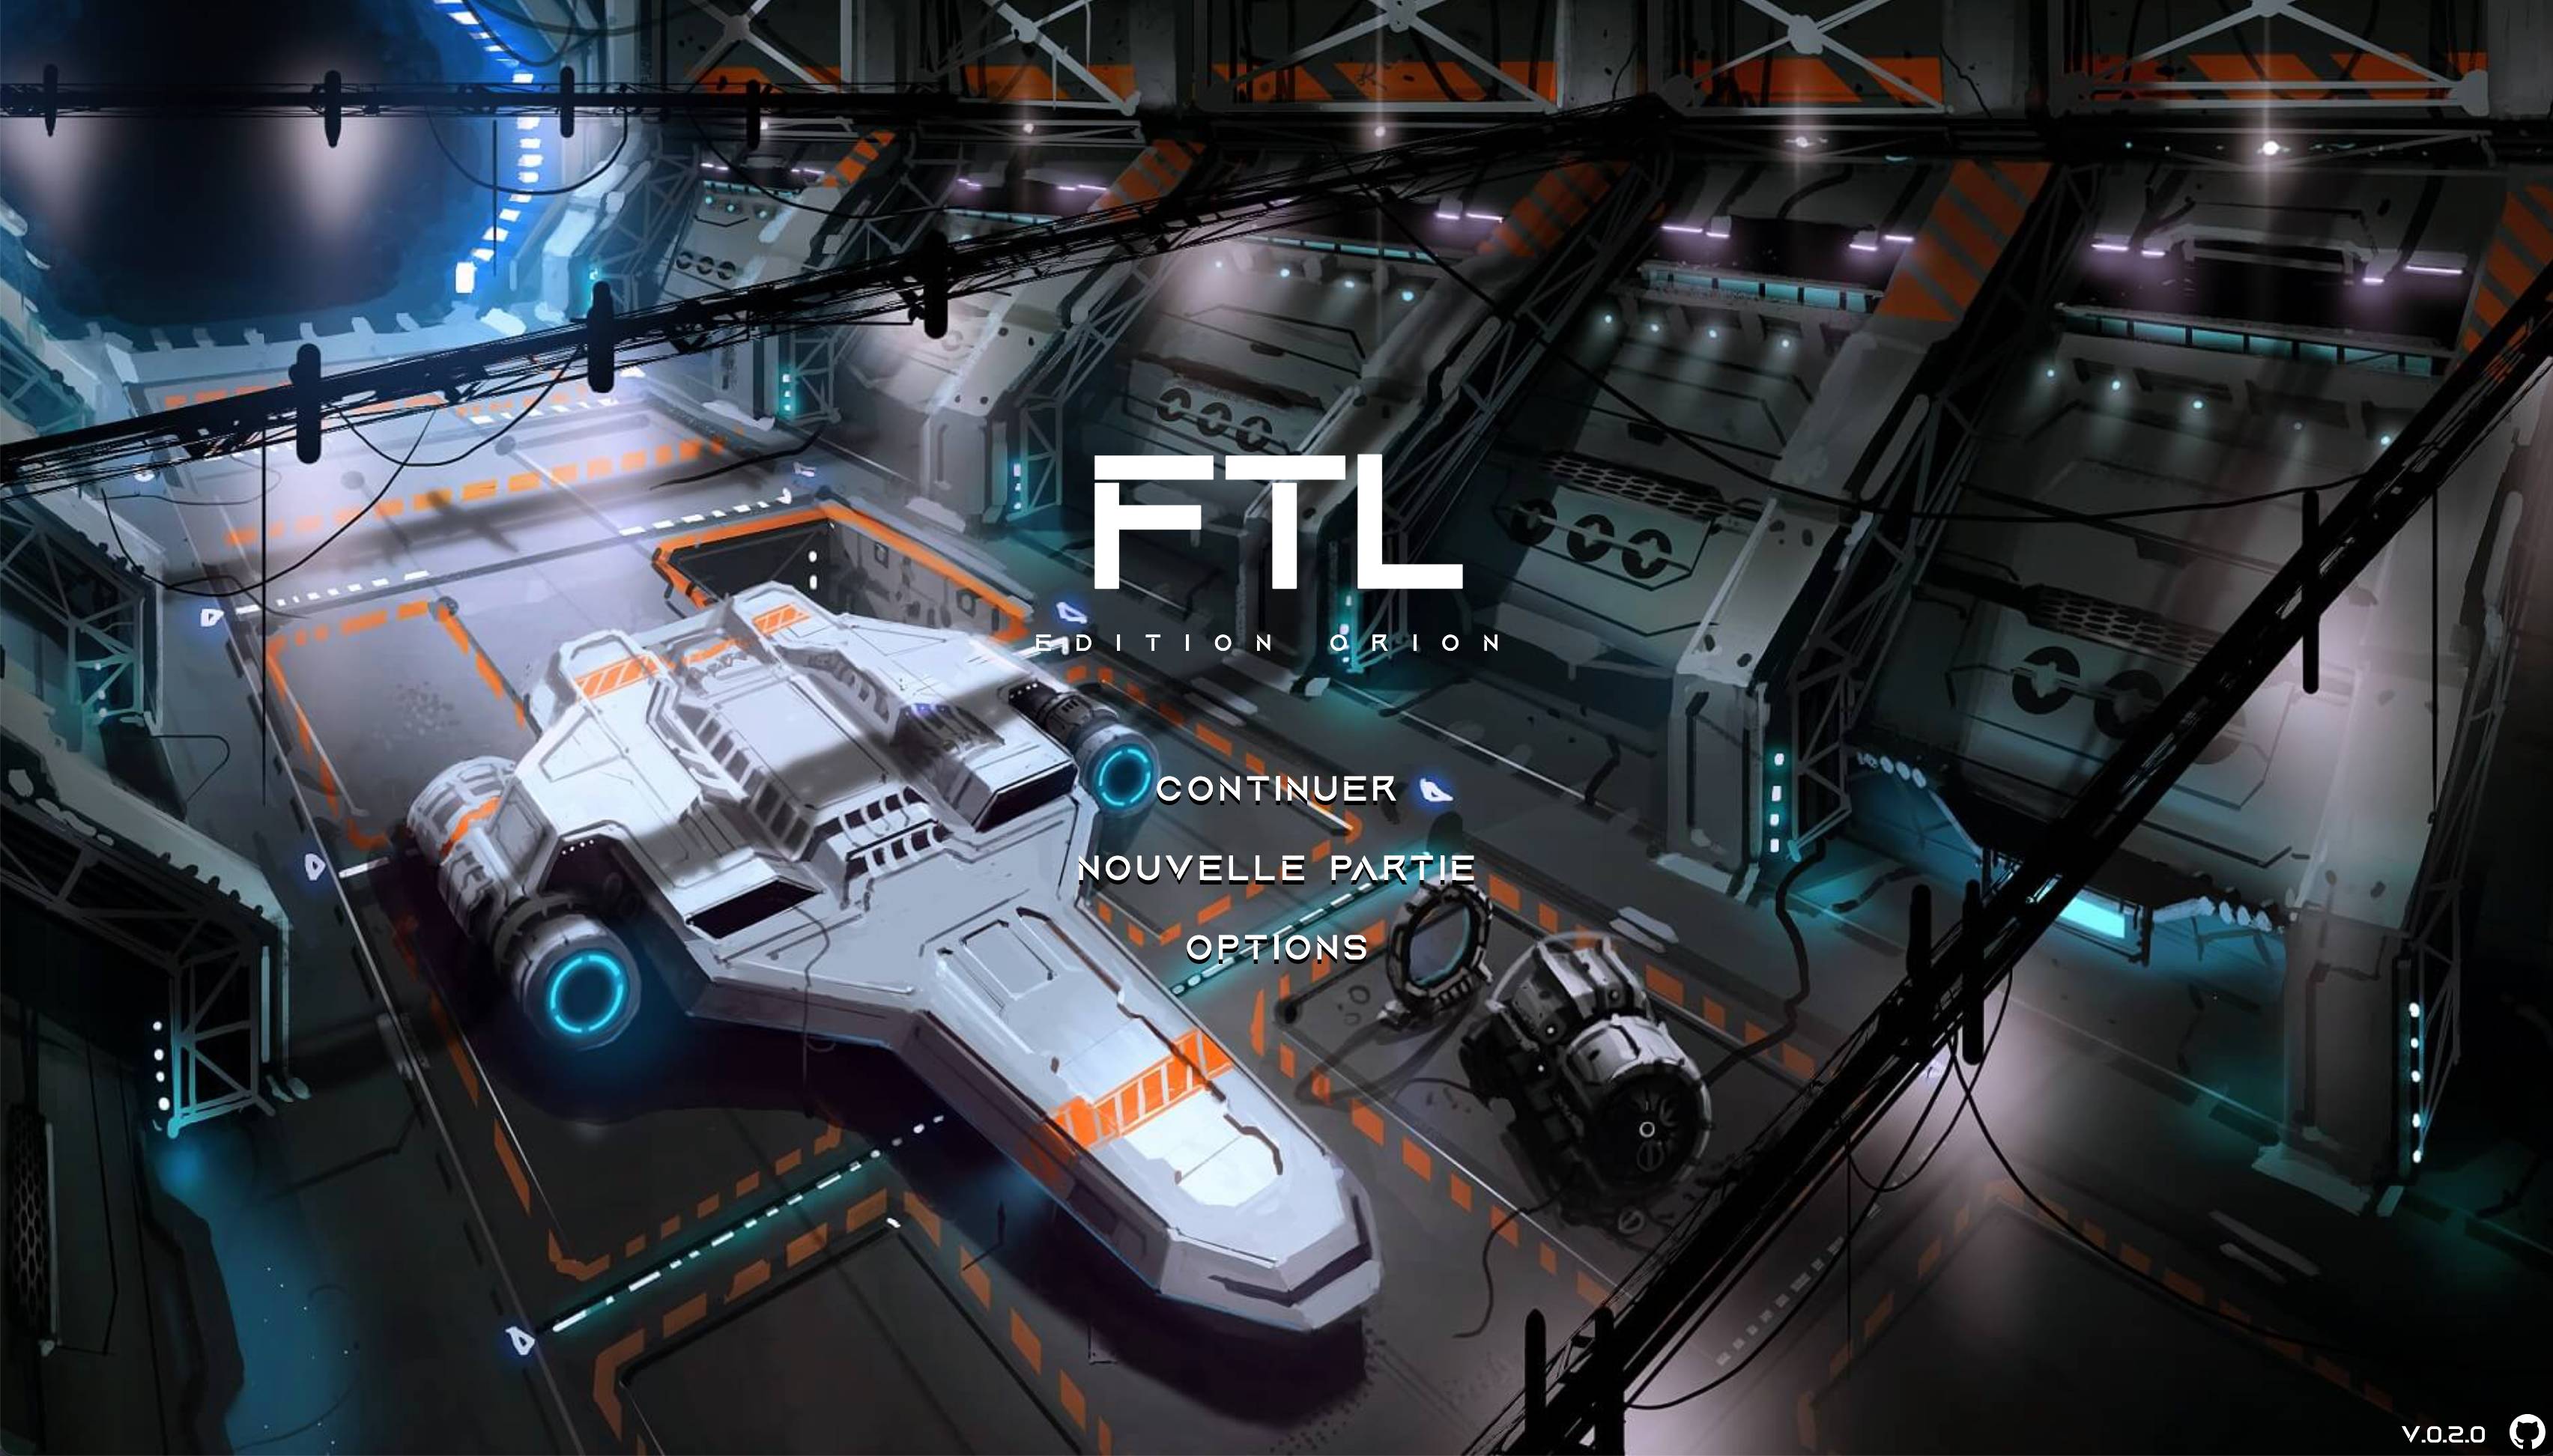 FTL
EDITION ORION
CONTINUER
NOUVELLE PARTIE
OPTIONS
V.0.2.0